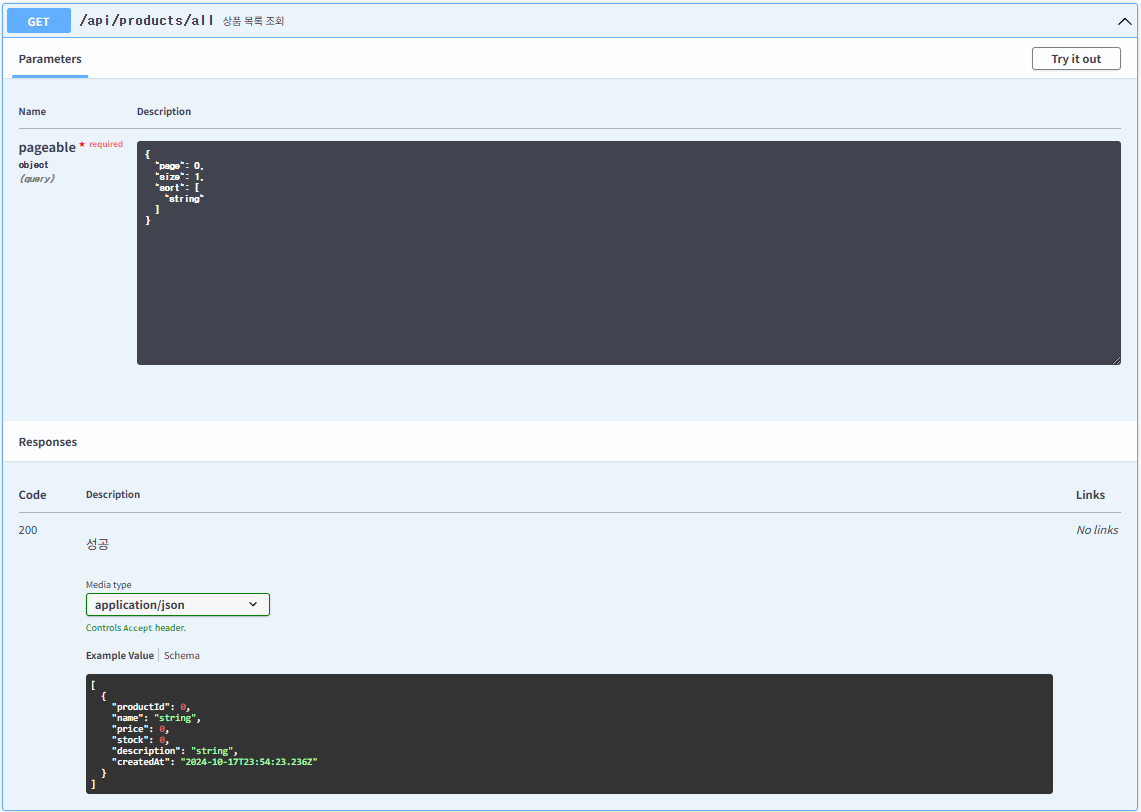 GET /api/products/all 상품 목록 조회
Parameters
Try it out
Name Description
pageable * required
object
(query)
{
"page": 0,
"size": 1,
"sort": [
"string"
]
}
Responses
Code Description Links
200 No links
성공
Media type
application/json
Controls Accept header.
Example Value Schema
[
{
"productId": 0,
"name": "string",
"price": 0,
"stock": 0,
"description": "string",
"createdAt": "2024-10-17T23:54:23.236Z"
}
]